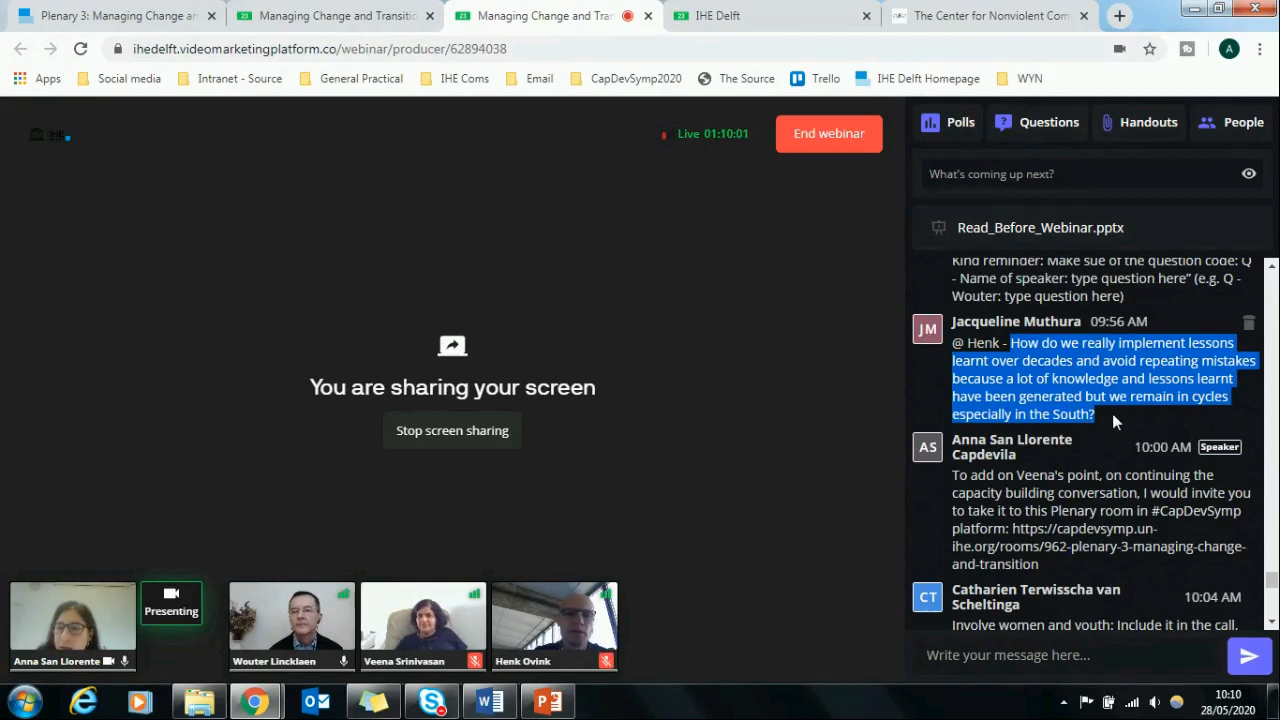 Plenary 3: Managing Change an
Managing Change and Transitio
Managing Change and Tran
IHE Delft
The Center for Nonviolent Com
ihedelft.videomarketingplatform.co/webinar/producer/62894038
A
Apps
Social media
Intranet - Source
General Practical
IHE Coms
Email
CapDevSymp2020
The Source
Trello
IHE Delft Homepage
WYN
IHE
Live 01:10:01
End webinar
Polls
Questions
Handouts
People
What's coming up next?
Read_Before_Webinar.pptx
Kind reminder: Make sue of the question code: Q
- Name of speaker: type question here" (e.g. Q -
Wouter: type question here)
JM
Jacqueline Muthura 09:56 AM
@ Henk - How do we really implement lessons
learnt over decades and avoid repeating mistakes
because a lot of knowledge and lessons learnt
have been generated but we remain in cycles
especially in the South?
AS
Anna San Llorente
Capdevila
10:00 AM
Speaker
To add on Veena's point, on continuing the
capacity building conversation, I would invite you
to take it to this Plenary room in #CapDevSymp
platform: https://capdevsymp.un-
ihe.org/rooms/962-plenary-3-managing-change-
and-transition
CT
Catharien Terwisscha van
Scheltinga
10:04 AM
Involve women and youth: Include it in the call,
Write your message here...
You are sharing your screen
Stop screen sharing
Presenting
Anna San Llorente
Wouter Lincklaen
Veena Srinivasan
Henk Ovink
10:10
28/05/2020